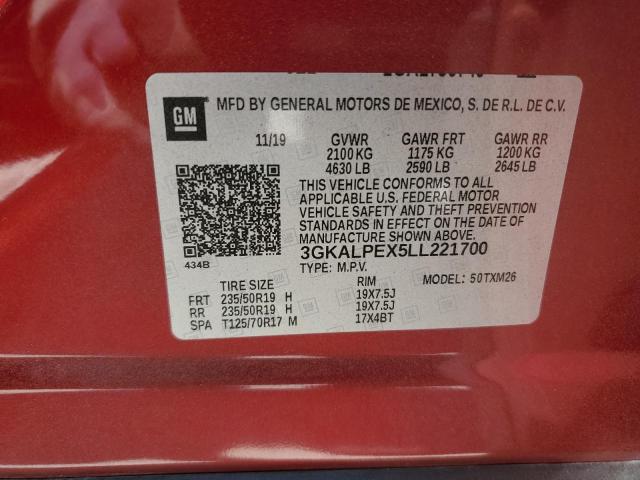 GM
MFD BY GENERAL MOTORS DE MEXICO, S. DE R.L. DE C.V.
11/19 GVWR GAWR FRT GAWR RR
2100 KG 1175 KG 1200 KG
4630 LB 2590 LB 2645 LB
THIS VEHICLE CONFORMS TO ALL
APPLICABLE U.S. FEDERAL MOTOR
VEHICLE SAFETY AND THEFT PREVENTION
STANDARDS IN EFFECT ON THE DATE OF
MANUFACTURE SHOWN ABOVE.
3GKALPEX5LL221700
434B
TYPE: M.P.V.
MODEL: 50TXM26
TIRE SIZE RIM
FRT 235/50R19 H 19X7.5J
RR 235/50R19 H 19X7.5J
SPA T125/70R17 M 17X4BT